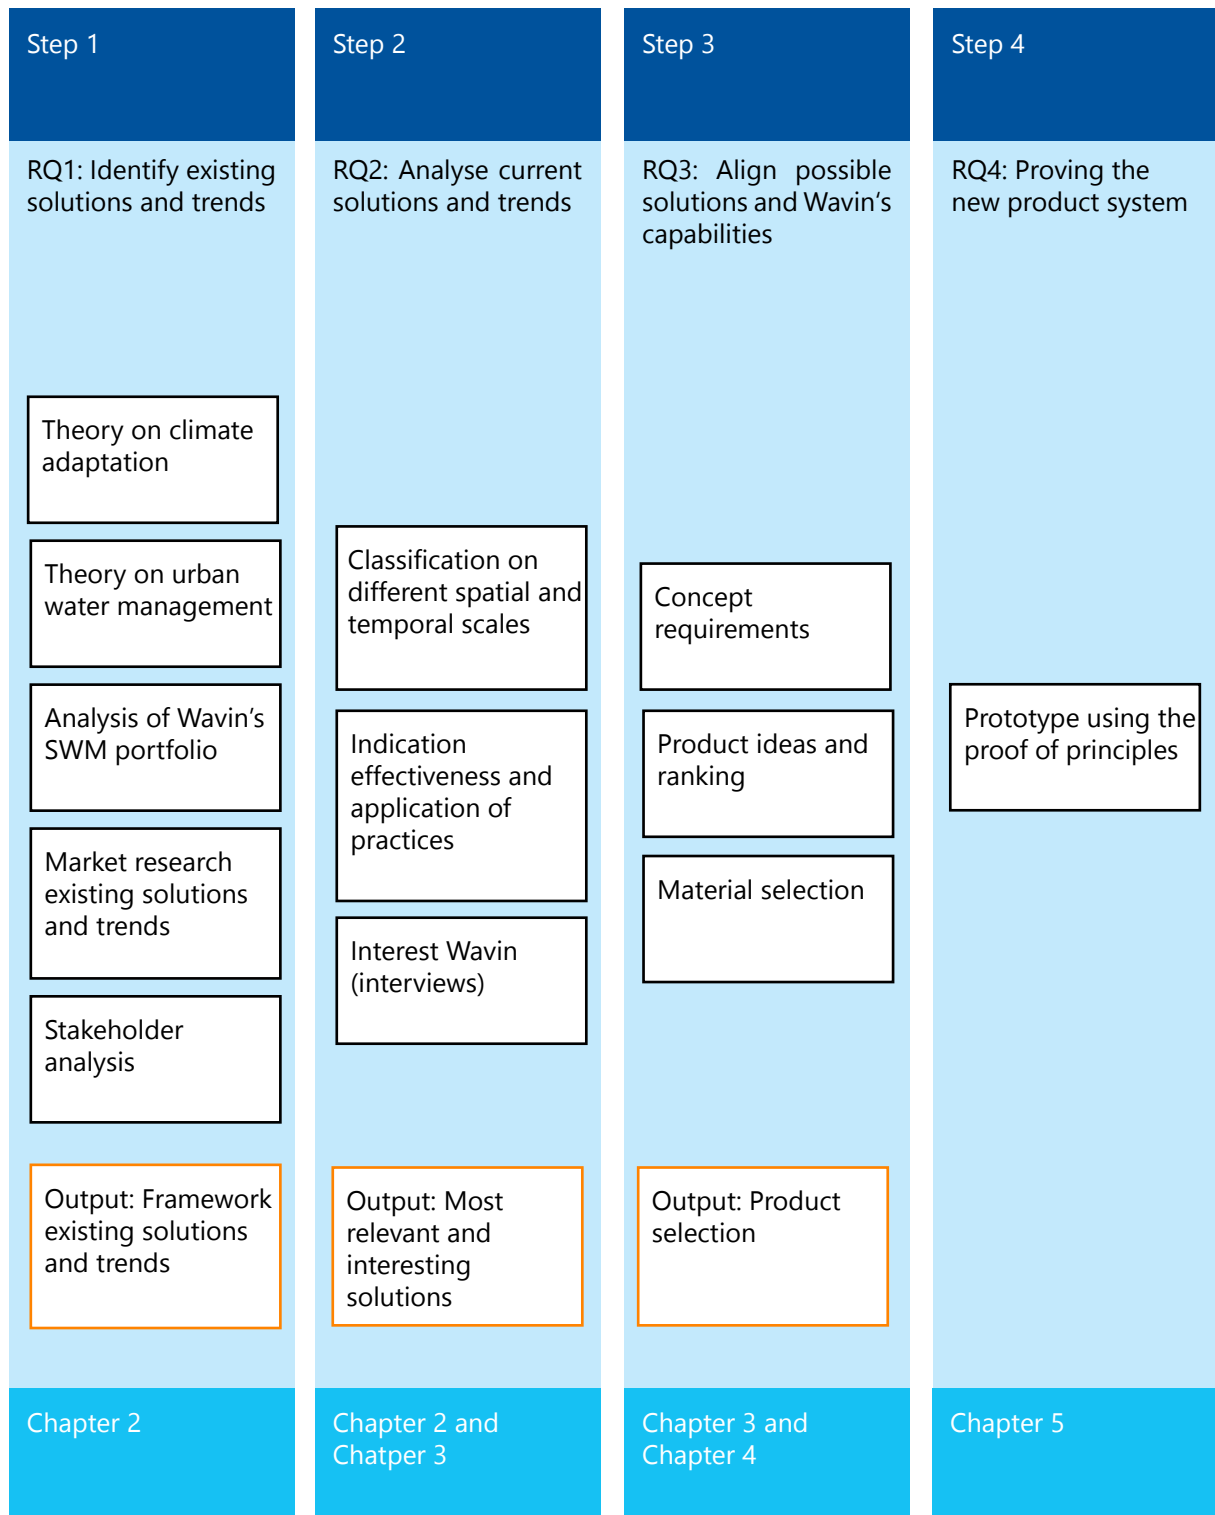 Step 1
RQ1: Identify existing
solutions and trends
Theory on climate
adaptation
Theory on urban
water management
Analysis of Wavin’s
SWM portfolio
Market research
existing solutions
and trends
Stakeholder
analysis
Output: Framework
existing solutions
and trends
Chapter 2
Step 2
RQ2: Analyse current
solutions and trends
Classification on
different spatial and
temporal scales
Indication
effectiveness and
application of
practices
Interest Wavin
(interviews)
Output: Most
relevant and
interesting
solutions
Chapter 2 and
Chatper 3
Step 3
RQ3: Align possible
solutions and Wavin’s
capabilities
Concept
requirements
Product ideas and
ranking
Material selection
Output: Product
selection
Chapter 3 and
Chapter 4
Step 4
RQ4: Proving the
new product system
Prototype using the
proof of principles
Chapter 5